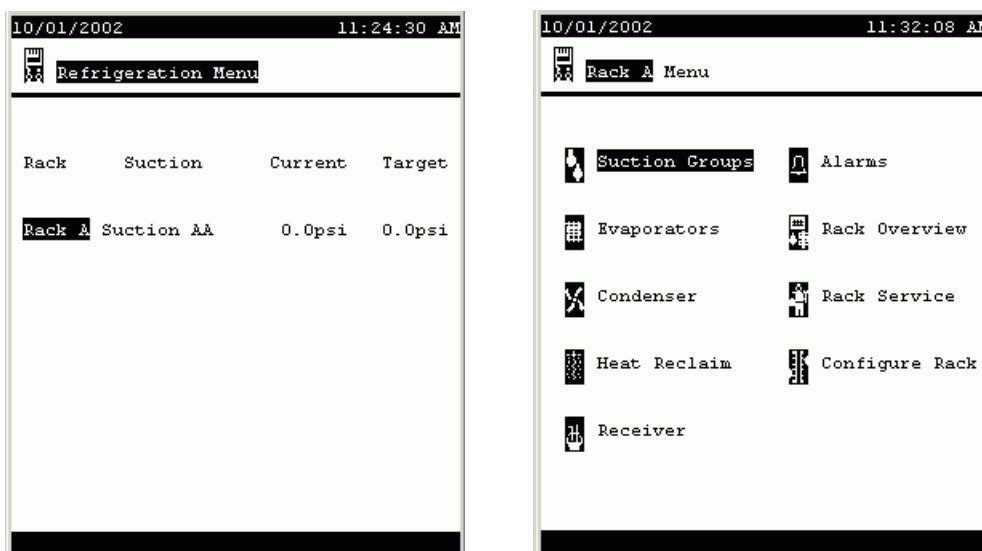 10/01/2002 11:24:30 AM
Refrigeration Menu
Rack Suction Current Target
Rack A Suction AA 0.0psi 0.0psi
10/01/2002 11:32:08 AM
Rack A Menu
Suction Groups Alarms
Evaporators Rack Overview
Condenser Rack Service
Heat Reclaim Configure Rack
Receiver